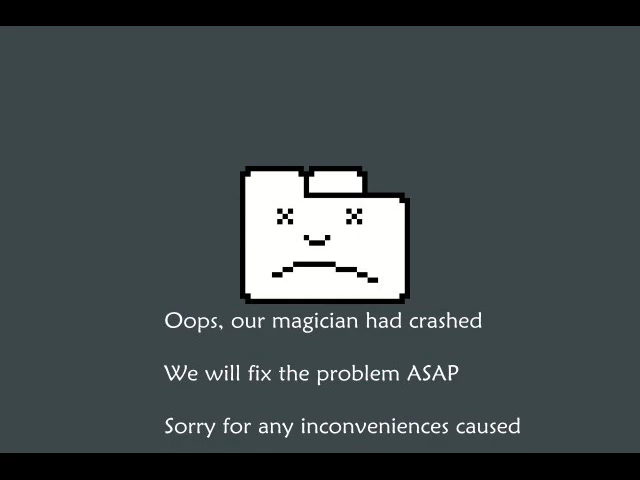 Oops, our magician had crashed
We will fix the problem ASAP
Sorry for any inconveniences caused